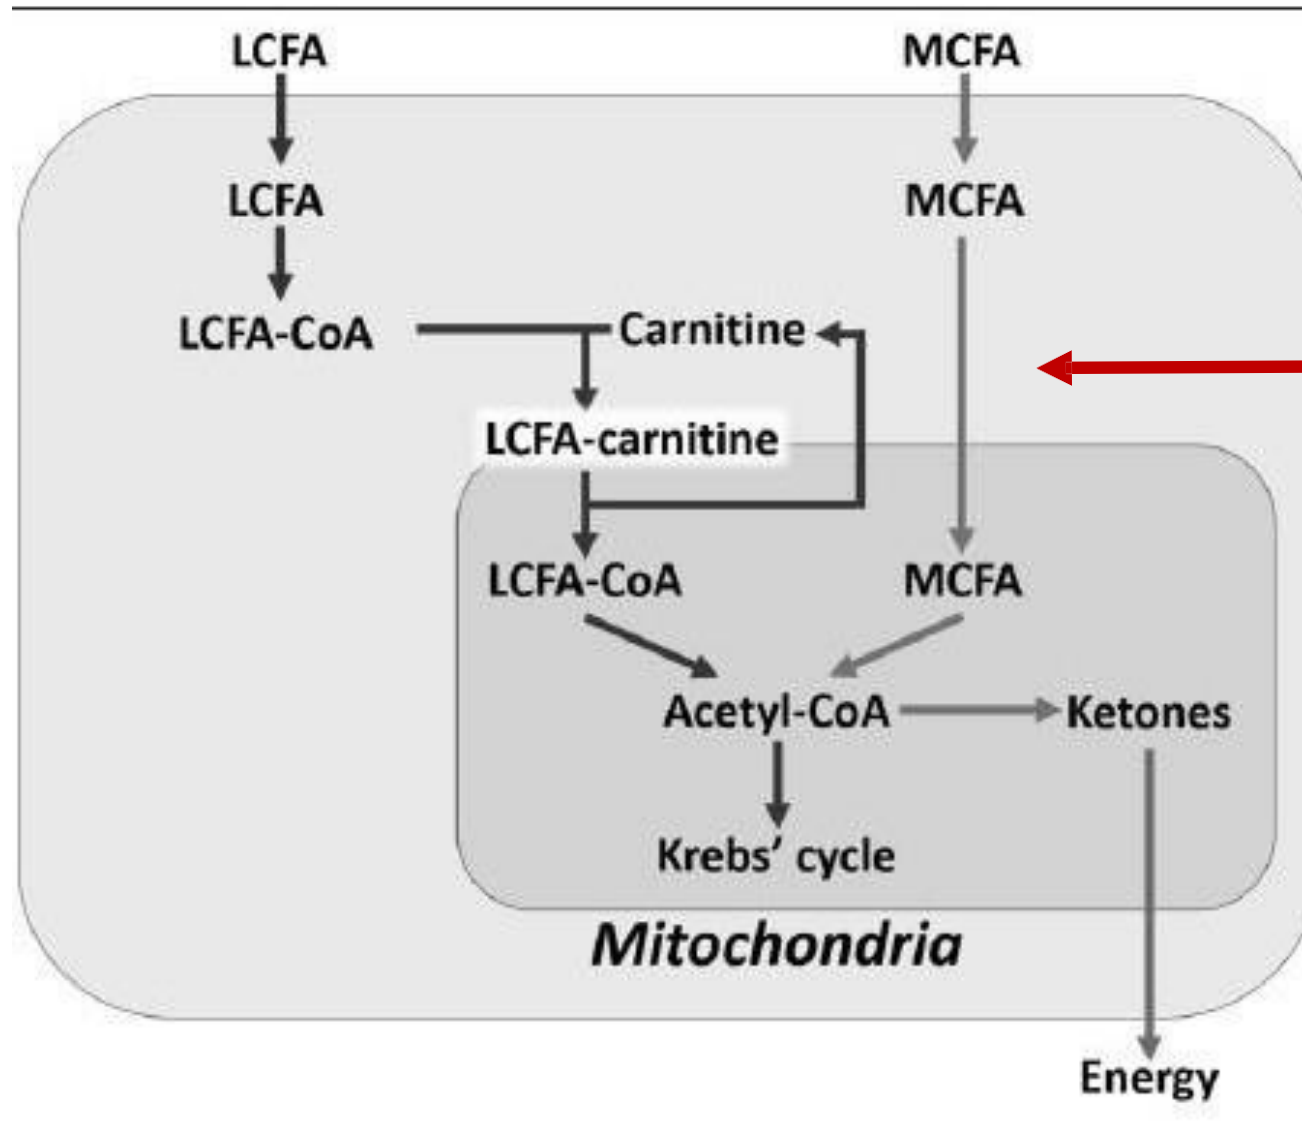 LCFA
MCFA
LCFA
MCFA
LCFA-CoA
Carnitine
LCFA-carnitine
LCFA-CoA
MCFA
Acetyl-CoA
Ketones
Krebs’ cycle
Mitochondria
Energy